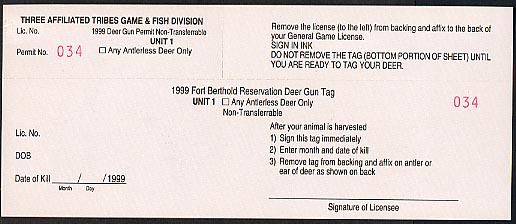 THREE AFFILIATED TRIBES GAME & FISH DIVISION
Lic. No. 1999 Deer Gun Permit Non-Transferrable
UNIT 1
Permit No. 034 ☐ Any Antlerless Deer Only
Remove the license (to the left) from backing and affix to the back of
your General Game License.
SIGN IN INK
DO NOT REMOVE THE TAG (BOTTOM PORTION OF SHEET) UNTIL
YOU ARE READY TO TAG YOUR DEER.
1999 Fort Berthold Reservation Deer Gun Tag
UNIT 1 ☐ Any Antlerless Deer Only
034
Non-Transferrable
Lic. No.
DOB
Date of Kill ____/____/1999
Month Day
After your animal is harvested
1) Sign this tag immediately
2) Enter month and date of kill
3) Remove tag from backing and affix on antler or
ear of deer as shown on back
Signature of Licensee